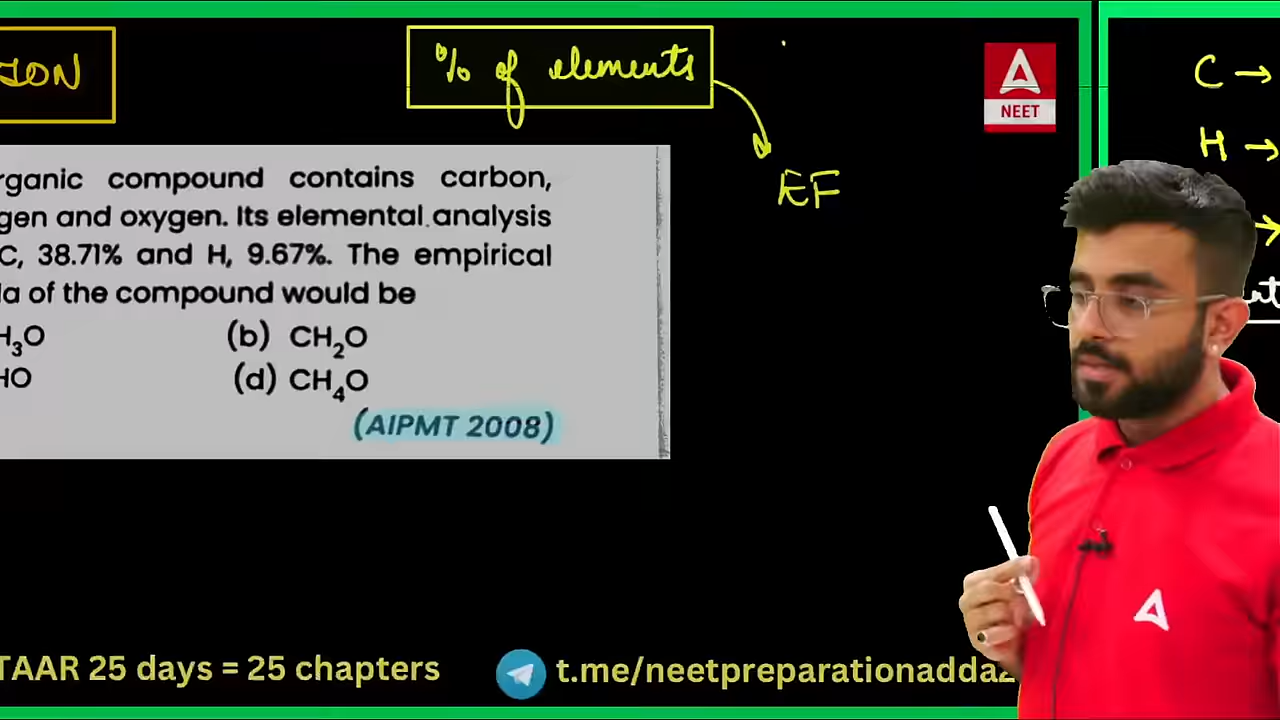 ION
% of elements
NEET
C →
H →
→
EF
rganic compound contains carbon,
gen and oxygen. Its elemental analysis
C, 38.71% and H, 9.67%. The empirical
la of the compound would be
H₃O (b) CH₂O
HO (d) CH₄O
(AIPMT 2008)
TAAR 25 days = 25 chapters
t.me/neetpreparationadda2